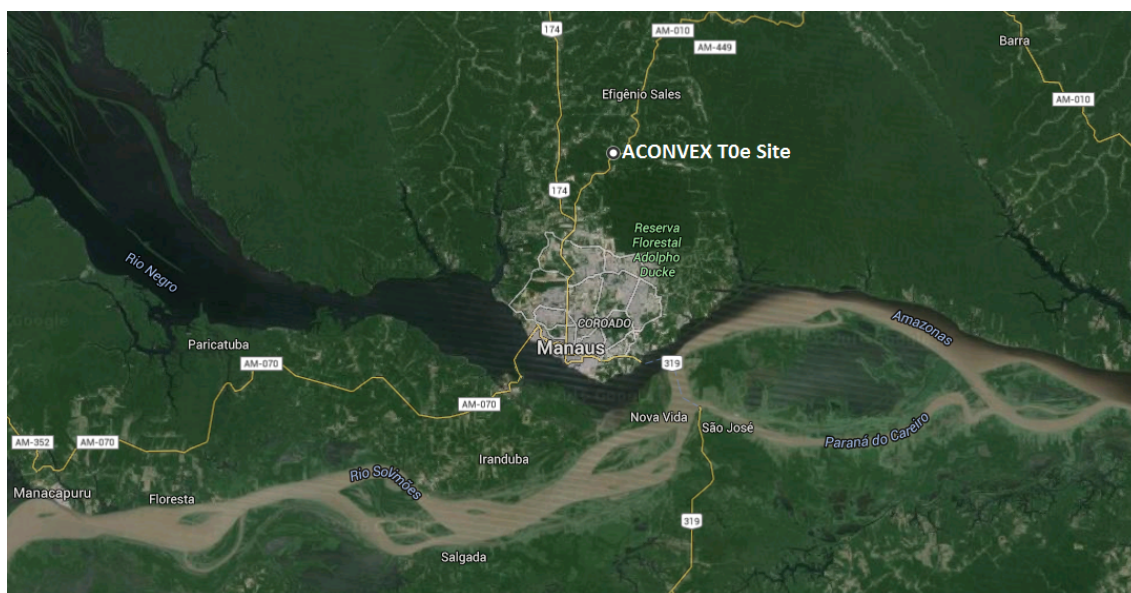 174
AM-010
AM-449
Barra
AM-010
Efigênio Sales
ACONVEX T0e Site
174
Reserva
Florestal
Adolpho
Ducke
Rio Negro
COROADO
Amazonas
Paricatuba
Manaus
319
AM-070
AM-070
Nova Vida
São José
Paraná do Careiro
AM-352
AM-070
Iranduba
Rio Solimões
Manacapuru
Floresta
319
Salgada